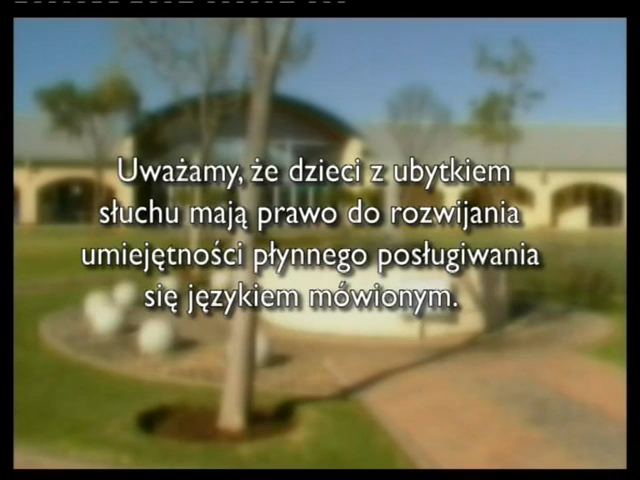 Uważamy, że dzieci z ubytkiem
słuchu mają prawo do rozwijania
umiejętności płynnego posługiwania
się językiem mówionym.